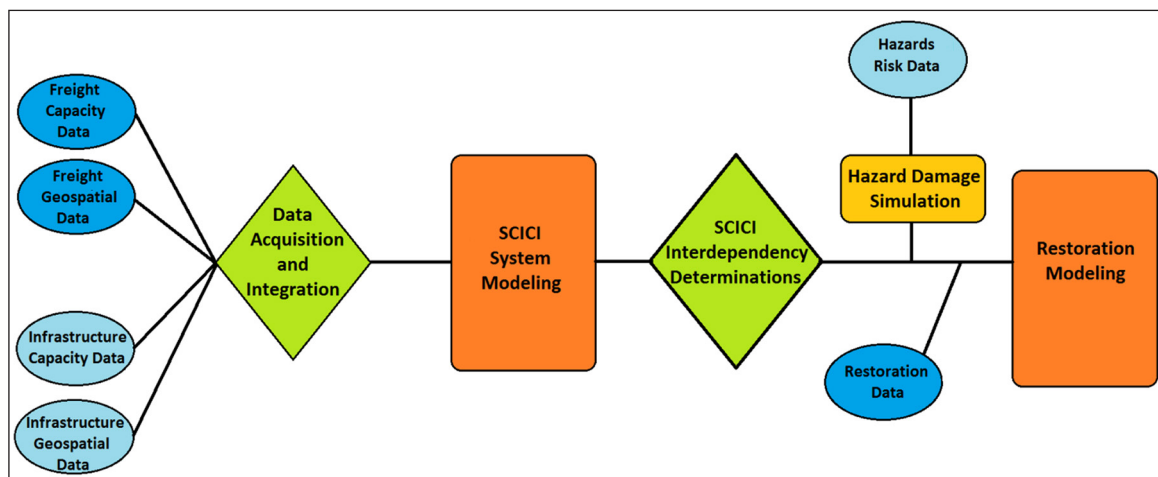 Freight
Capacity
Data
Freight
Geospatial
Data
Infrastructure
Capacity Data
Infrastructure
Geospatial
Data
Data
Acquisition
and
Integration
SCICI
System
Modeling
SCICI
Interdependency
Determinations
Hazards
Risk Data
Hazard Damage
Simulation
Restoration
Data
Restoration
Modeling